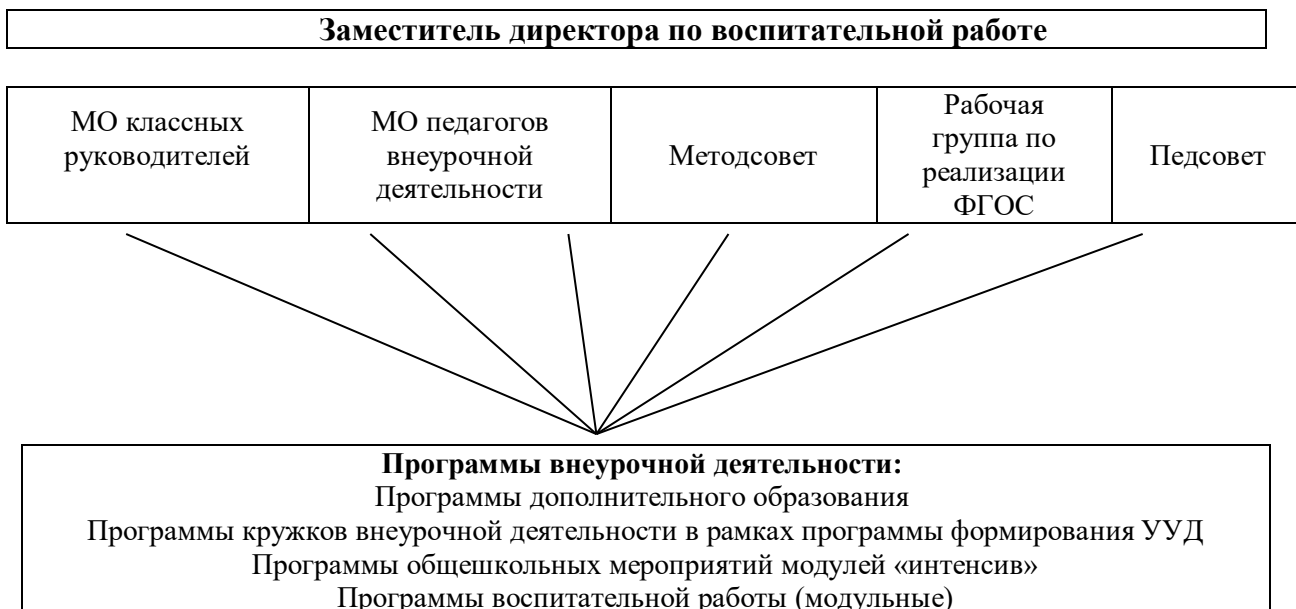 Заместитель директора по воспитательной работе
МО классных
руководителей
МО педагогов
внеурочной
деятельности
Методсовет
Рабочая
группа по
реализации
ФГОС
Педсовет
Программы внеурочной деятельности:
Программы дополнительного образования
Программы кружков внеурочной деятельности в рамках программы формирования УУД
Программы общешкольных мероприятий модулей «интенсив»
Программы воспитательной работы (модульные)